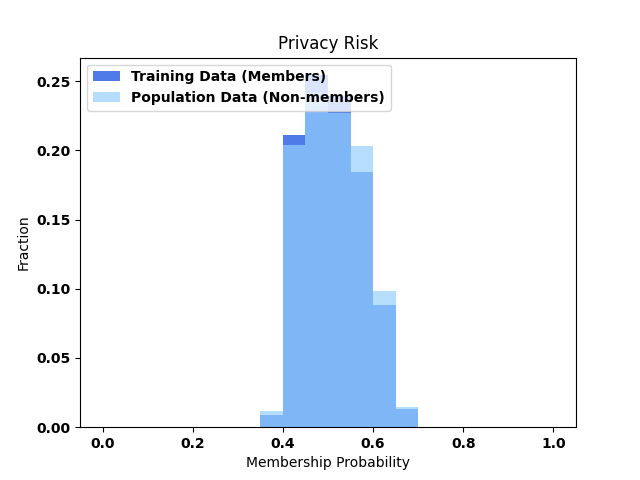 Privacy Risk
Training Data (Members)
Population Data (Non-members)
0.25
0.20
0.15
0.10
0.05
0.00
Fraction
0.0 0.2 0.4 0.6 0.8 1.0
Membership Probability